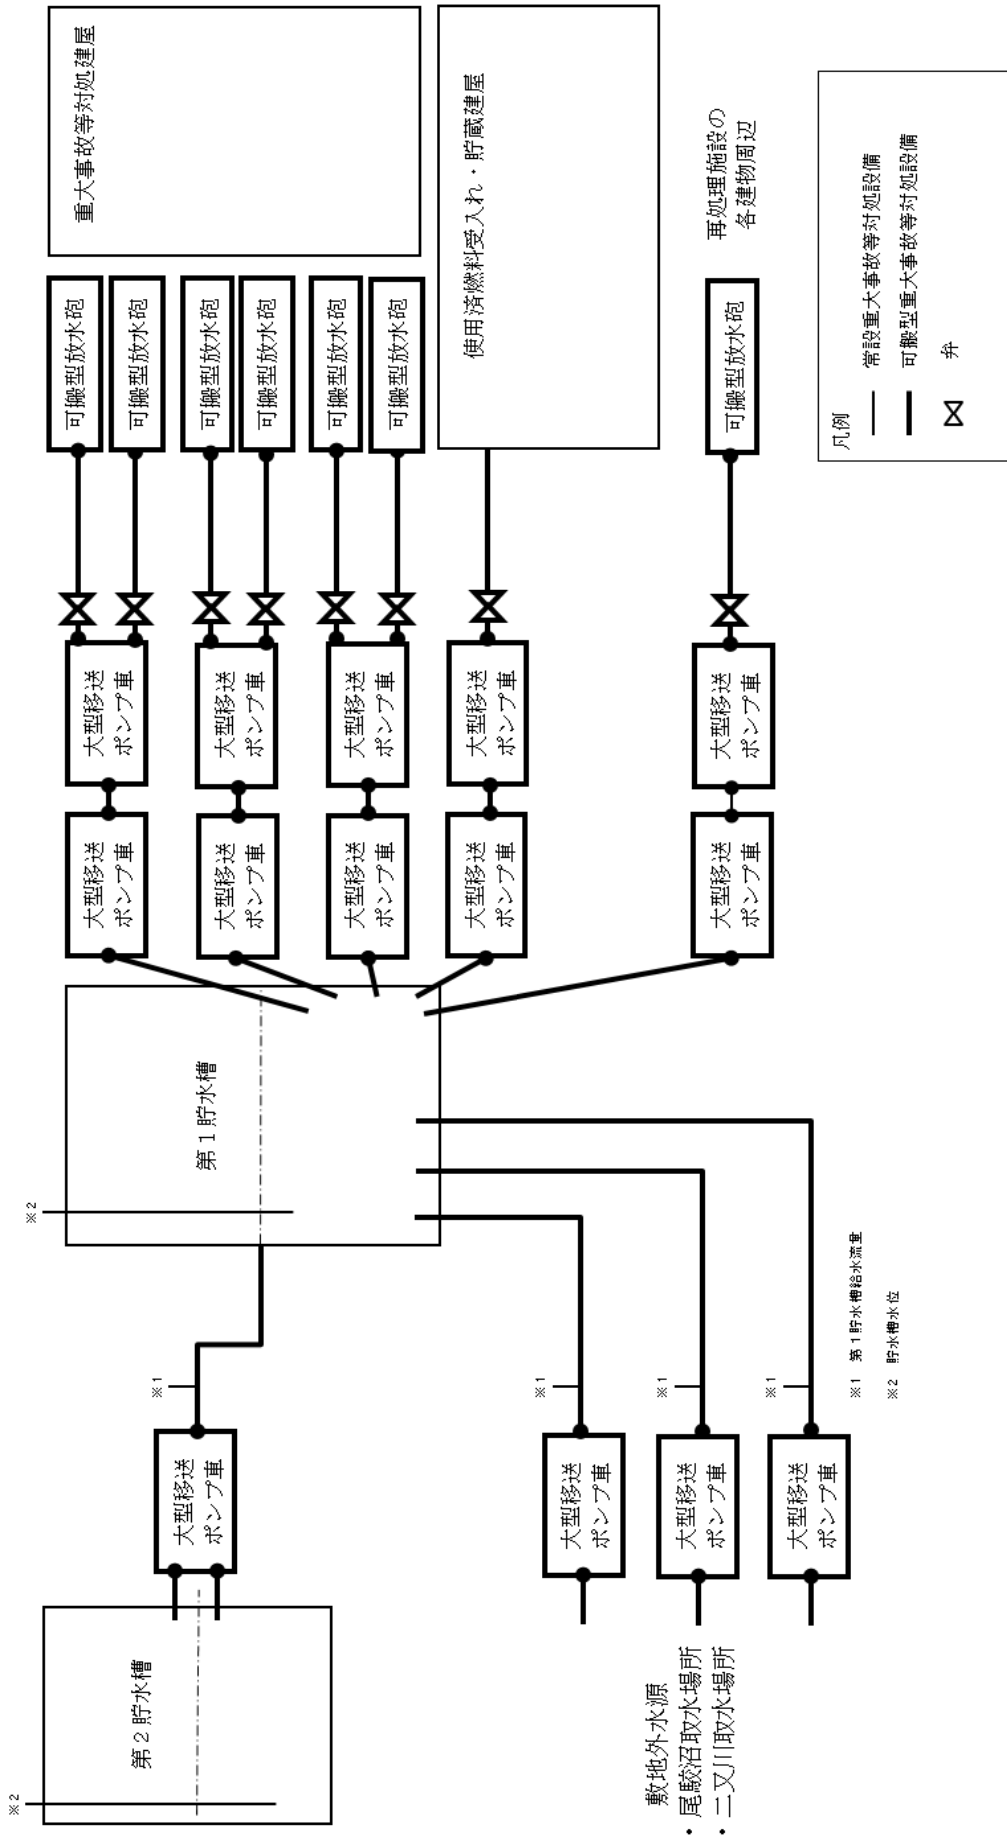 重大事故等対処建屋
使用済燃料受入れ・貯蔵建屋
再処理施設の
各建物周辺
可搬型放水砲
可搬型放水砲
可搬型放水砲
可搬型放水砲
可搬型放水砲
可搬型放水砲
可搬型放水砲
大型移送
ポンプ車
大型移送
ポンプ車
大型移送
ポンプ車
大型移送
ポンプ車
大型移送
ポンプ車
大型移送
ポンプ車
大型移送
ポンプ車
大型移送
ポンプ車
大型移送
ポンプ車
大型移送
ポンプ車
第1貯水槽
※2
※1
大型移送
ポンプ車
第2貯水槽
※2
※1
大型移送
ポンプ車
※1
大型移送
ポンプ車
※1
大型移送
ポンプ車
敷地外水源
・尾駮沼取水場所
・二又川取水場所
※1 第1貯水槽給水流量
※2 貯水槽水位
凡例
常設重大事故等対処設備
可搬型重大事故等対処設備
弁